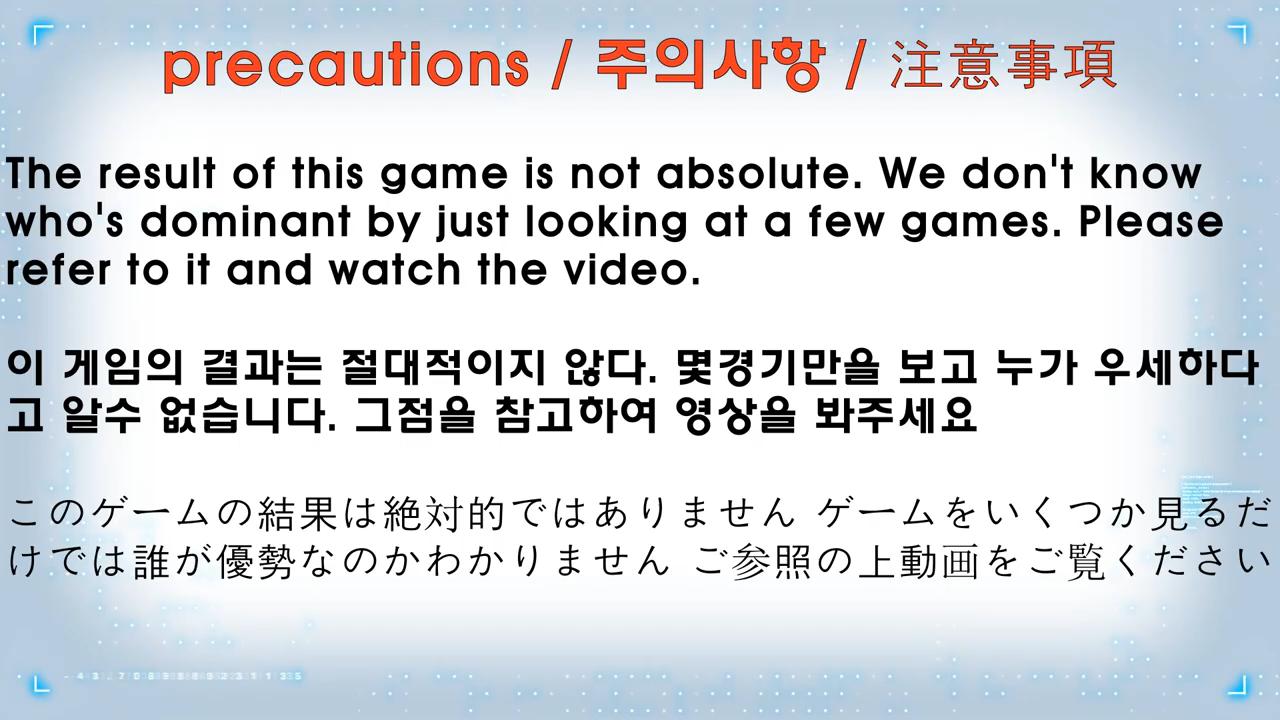 precautions / 주의사항 / 注意事項
The result of this game is not absolute. We don't know
who's dominant by just looking at a few games. Please
refer to it and watch the video.
이 게임의 결과는 절대적이지 않다. 몇경기만을 보고 누가 우세하다
고 알수 없습니다. 그점을 참고하여 영상을 봐주세요
このゲームの結果は絶対的ではありません ゲームをいくつか見るだ
けでは誰が優勢なのかわかりません ご参照の上動画をご覧ください